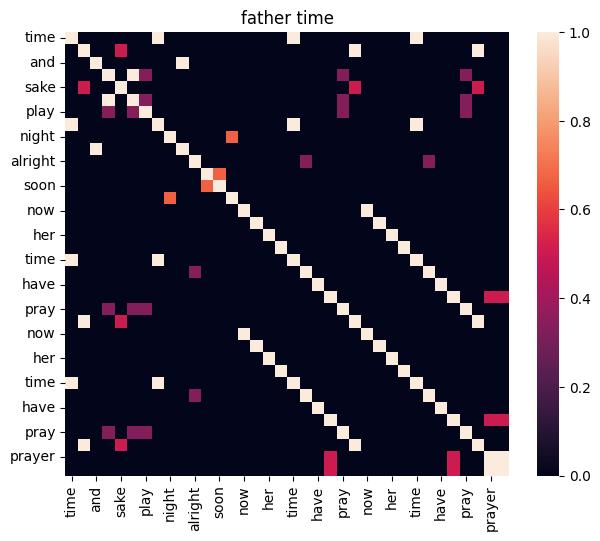 father time
time
and
sake
play
night
alright
soon
now
her
time
have
pray
now
her
time
have
pray
prayer
1.0
0.8
0.6
0.4
0.2
0.0
time
and
sake
play
night
alright
soon
now
her
time
have
pray
now
her
time
have
pray
prayer